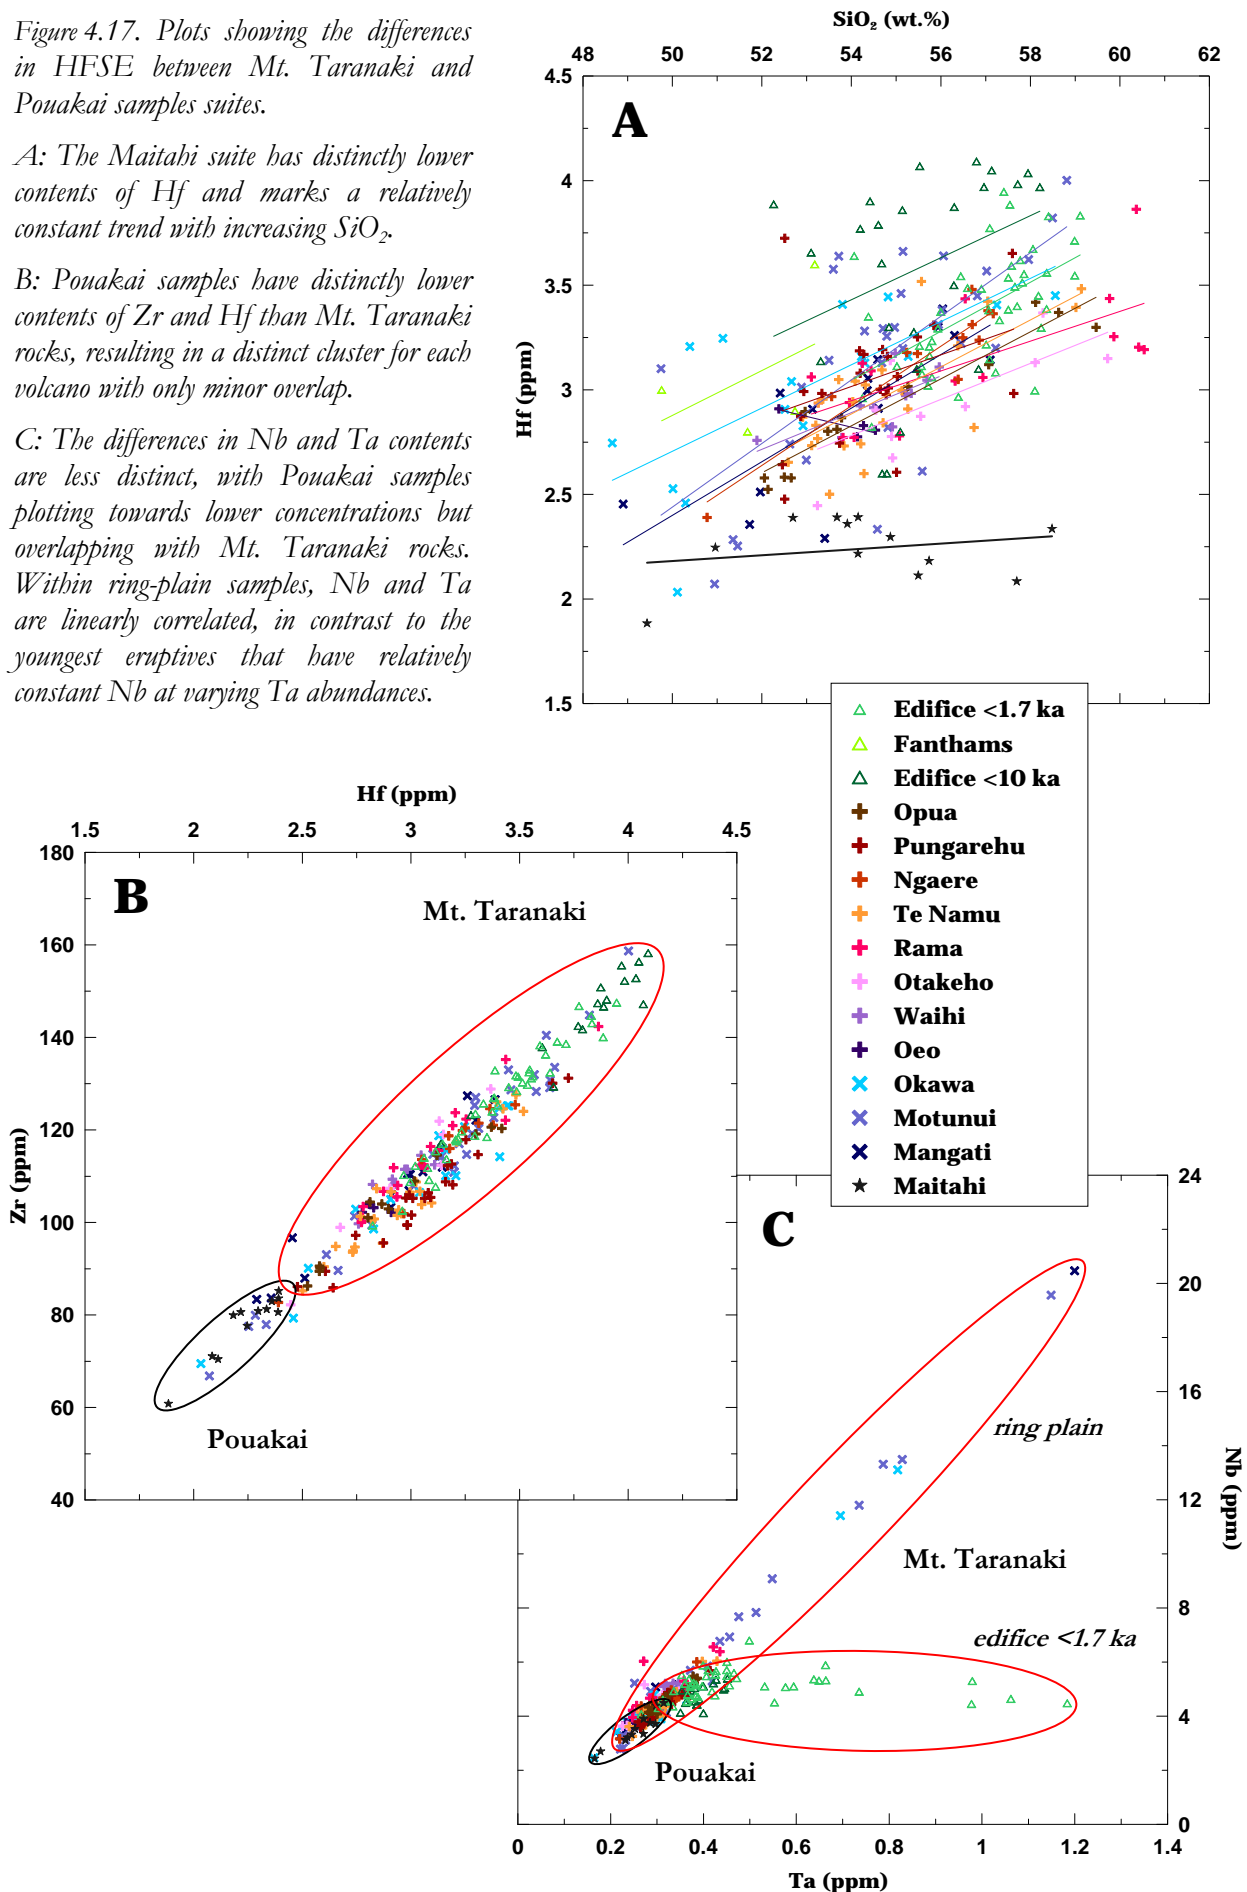 Figure 4.17. Plots showing the differences
in HFSE between Mt. Taranaki and
Pouakai samples suites.
A: The Maitahi suite has distinctly lower
contents of Hf and marks a relatively
constant trend with increasing SiO₂.
B: Pouakai samples have distinctly lower
contents of Zr and Hf than Mt. Taranaki
rocks, resulting in a distinct cluster for each
volcano with only minor overlap.
C: The differences in Nb and Ta contents
are less distinct, with Pouakai samples
plotting towards lower concentrations but
overlapping with Mt. Taranaki rocks.
Within ring-plain samples, Nb and Ta
are linearly correlated, in contrast to the
youngest eruptives that have relatively
constant Nb at varying Ta abundances.
SiO₂ (wt.%)
48 50 52 54 56 58 60 62
A
4.5
4
3.5
3
2.5
2
1.5
Hf (ppm)
Edifice <1.7 ka
Fanthams
Edifice <10 ka
Opua
Pungarehu
Ngaere
Te Namu
Rama
Otakeho
Waihi
Oeo
Okawa
Motunui
Mangati
Maitahi
Hf (ppm)
1.5 2 2.5 3 3.5 4 4.5
B
180
160
140
120
100
80
60
40
Zr (ppm)
Mt. Taranaki
Pouakai
C
24
20
16
12
8
4
0
Nb (ppm)
ring plain
Mt. Taranaki
edifice <1.7 ka
Pouakai
0 0.2 0.4 0.6 0.8 1 1.2 1.4
Ta (ppm)